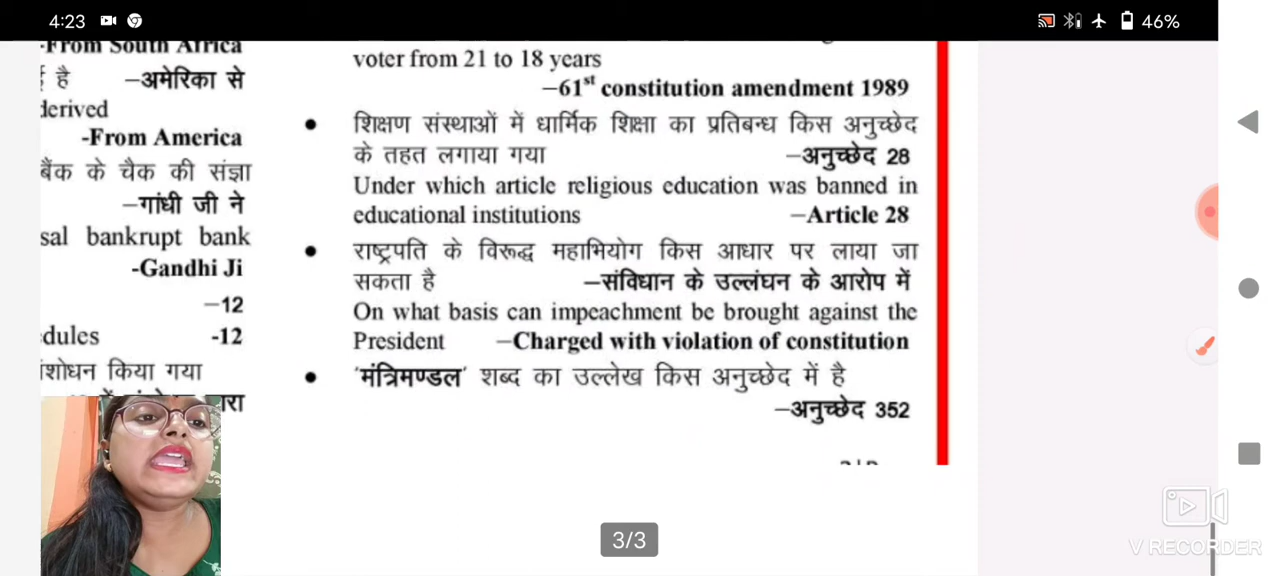 4:23
46%
-From South Africa
ई है –अमेरिका से
derived
-From America
बैंक के चैक की संज्ञा
–गांधी जी ने
sal bankrupt bank
-Gandhi Ji
–12
dules -12
शोधन किया गया
रा
voter from 21 to 18 years
–61st constitution amendment 1989
• शिक्षण संस्थाओं में धार्मिक शिक्षा का प्रतिबन्ध किस अनुच्छेद
के तहत लगाया गया –अनुच्छेद 28
Under which article religious education was banned in
educational institutions –Article 28
• राष्ट्रपति के विरूद्ध महाभियोग किस आधार पर लाया जा
सकता है –संविधान के उल्लंघन के आरोप में
On what basis can impeachment be brought against the
President –Charged with violation of constitution
• 'मंत्रिमण्डल' शब्द का उल्लेख किस अनुच्छेद में है
–अनुच्छेद 352
3/3
V RECORDER